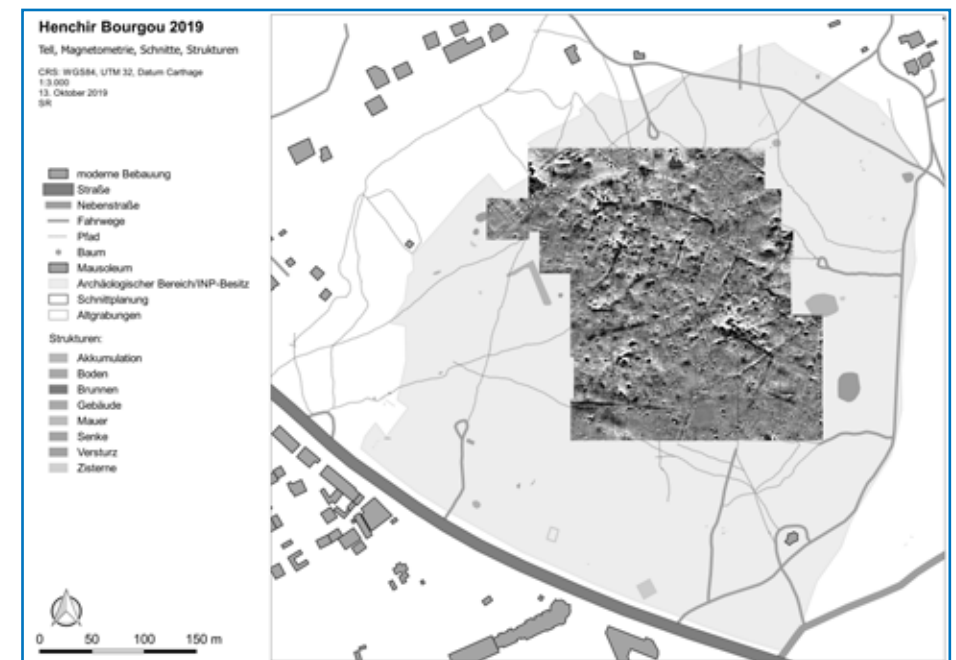 Henchir Bourgou 2019
Tell, Magnetometrie, Schnitte, Strukturen
CRS: WGS84, UTM 32, Datum Carthage
1:3.000
13. Oktober 2019
SR
moderne Bebauung
Straße
Nebenstraße
Fahrwege
Pfad
Baum
Mausoleum
Archäologischer Bereich/INP-Besitz
Schnittplanung
Altgrabungen
Strukturen:
Akkumulation
Boden
Brunnen
Gebäude
Mauer
Senke
Versturz
Zisterne
0 50 100 150 m